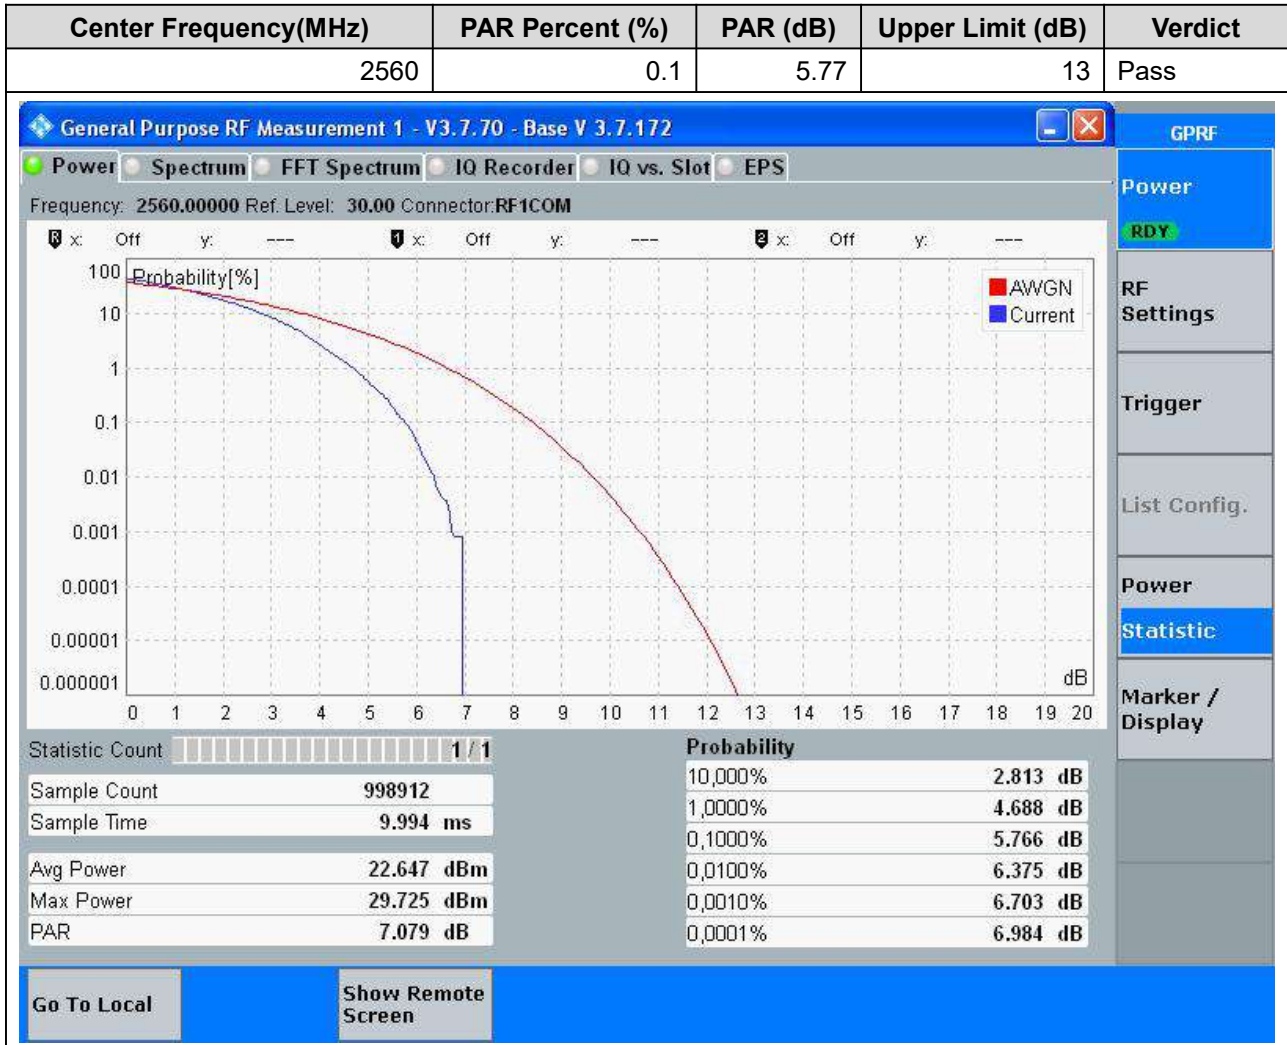 Center Frequency(MHz) PAR Percent (%) PAR (dB) Upper Limit (dB) Verdict
2560 0.1 5.77 13 Pass
General Purpose RF Measurement 1 - V3.7.70 - Base V 3.7.172
GPRF
Power Spectrum FFT Spectrum IQ Recorder IQ vs. Slot EPS
Frequency: 2560.00000 Ref. Level: 30.00 Connector:RF1COM
R x: Off y: --- 1 x: Off y: --- 2 x: Off y: ---
Power
RDY
RF
Settings
Trigger
List Config.
Power
Statistic
Marker /
Display
Probability[%]
AWGN
Current
100
10
1
0.1
0.01
0.001
0.0001
0.00001
0.000001
dB
0 1 2 3 4 5 6 7 8 9 10 11 12 13 14 15 16 17 18 19 20
Statistic Count 1 / 1
Sample Count 998912
Sample Time 9.994 ms
Avg Power 22.647 dBm
Max Power 29.725 dBm
PAR 7.079 dB
Probability
10,000% 2.813 dB
1,0000% 4.688 dB
0,1000% 5.766 dB
0,0100% 6.375 dB
0,0010% 6.703 dB
0,0001% 6.984 dB
Go To Local
Show Remote
Screen